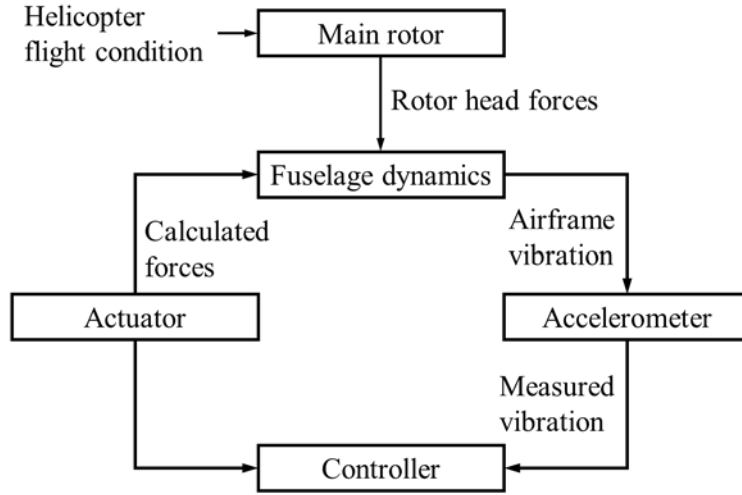 Helicopter
flight condition
Main rotor
Rotor head forces
Fuselage dynamics
Calculated
forces
Airframe
vibration
Actuator
Accelerometer
Measured
vibration
Controller